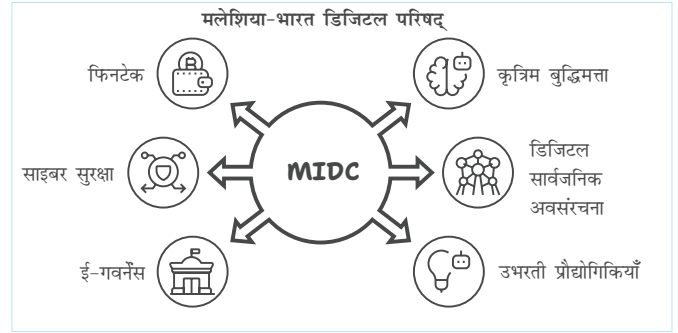 मलेशिया-भारत डिजिटल परिषद्
फिनटेक
कृत्रिम बुद्धिमत्ता
साइबर सुरक्षा
MIDC
डिजिटल
सार्वजनिक
अवसंरचना
ई-गवर्नेंस
उभरती प्रौद्योगिकियाँ